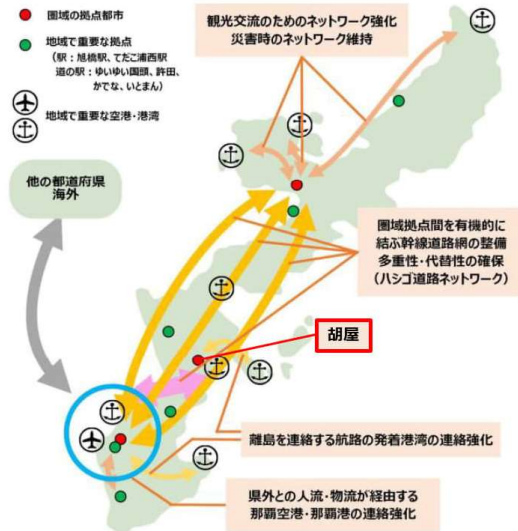 圏域の拠点都市
地域で重要な拠点
(駅：旭橋駅、てだこ浦西駅
道の駅：ゆいゆい国頭、許田、
かでな、いとまん)
地域で重要な空港・港湾
観光交流のためのネットワーク強化
災害時のネットワーク維持
他の都道府県
海外
圏域拠点間を有機的に
結ぶ幹線道路網の整備
多重性・代替性の確保
(ハシゴ道路ネットワーク)
胡屋
離島を連絡する航路の発着港湾の連絡強化
県外との人流・物流が経由する
那覇空港・那覇港の連絡強化